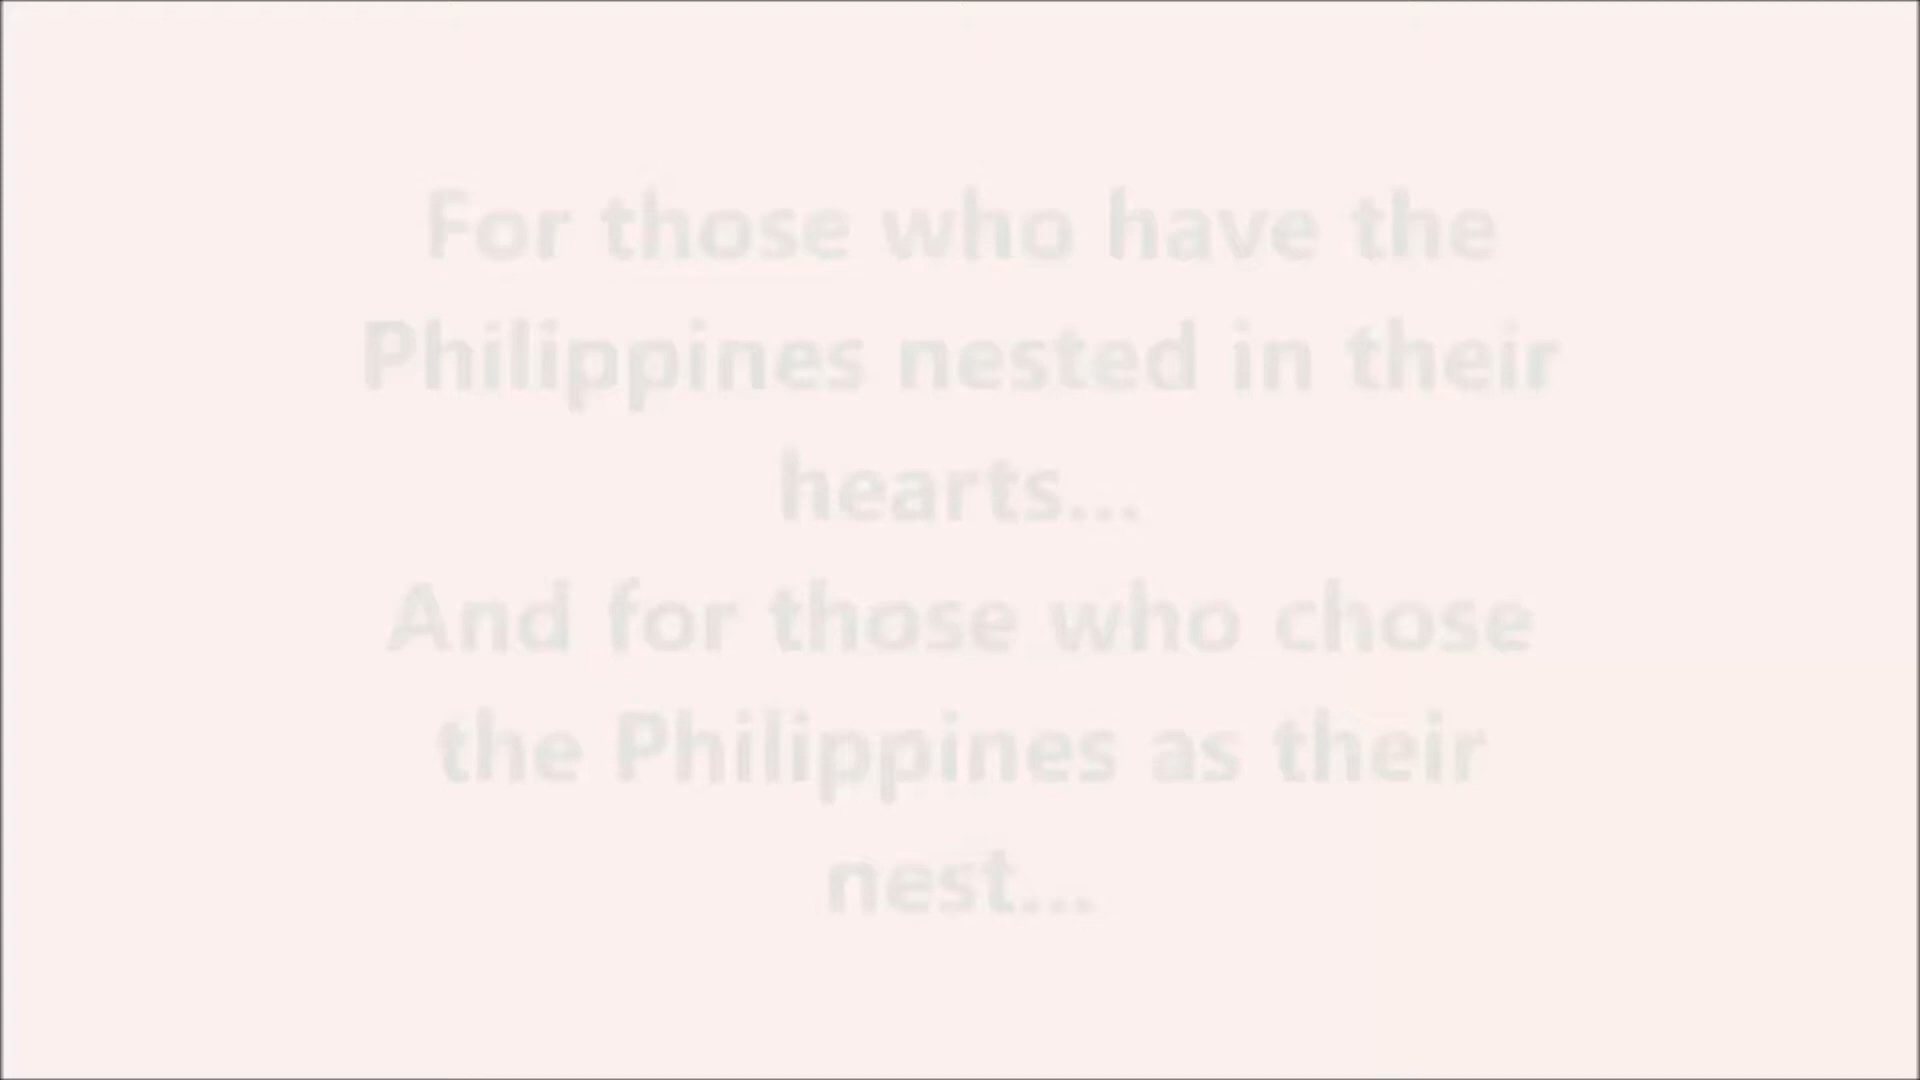 For those who have the
Philippines nested in their
hearts...
And for those who chose
the Philippines as their
nest...